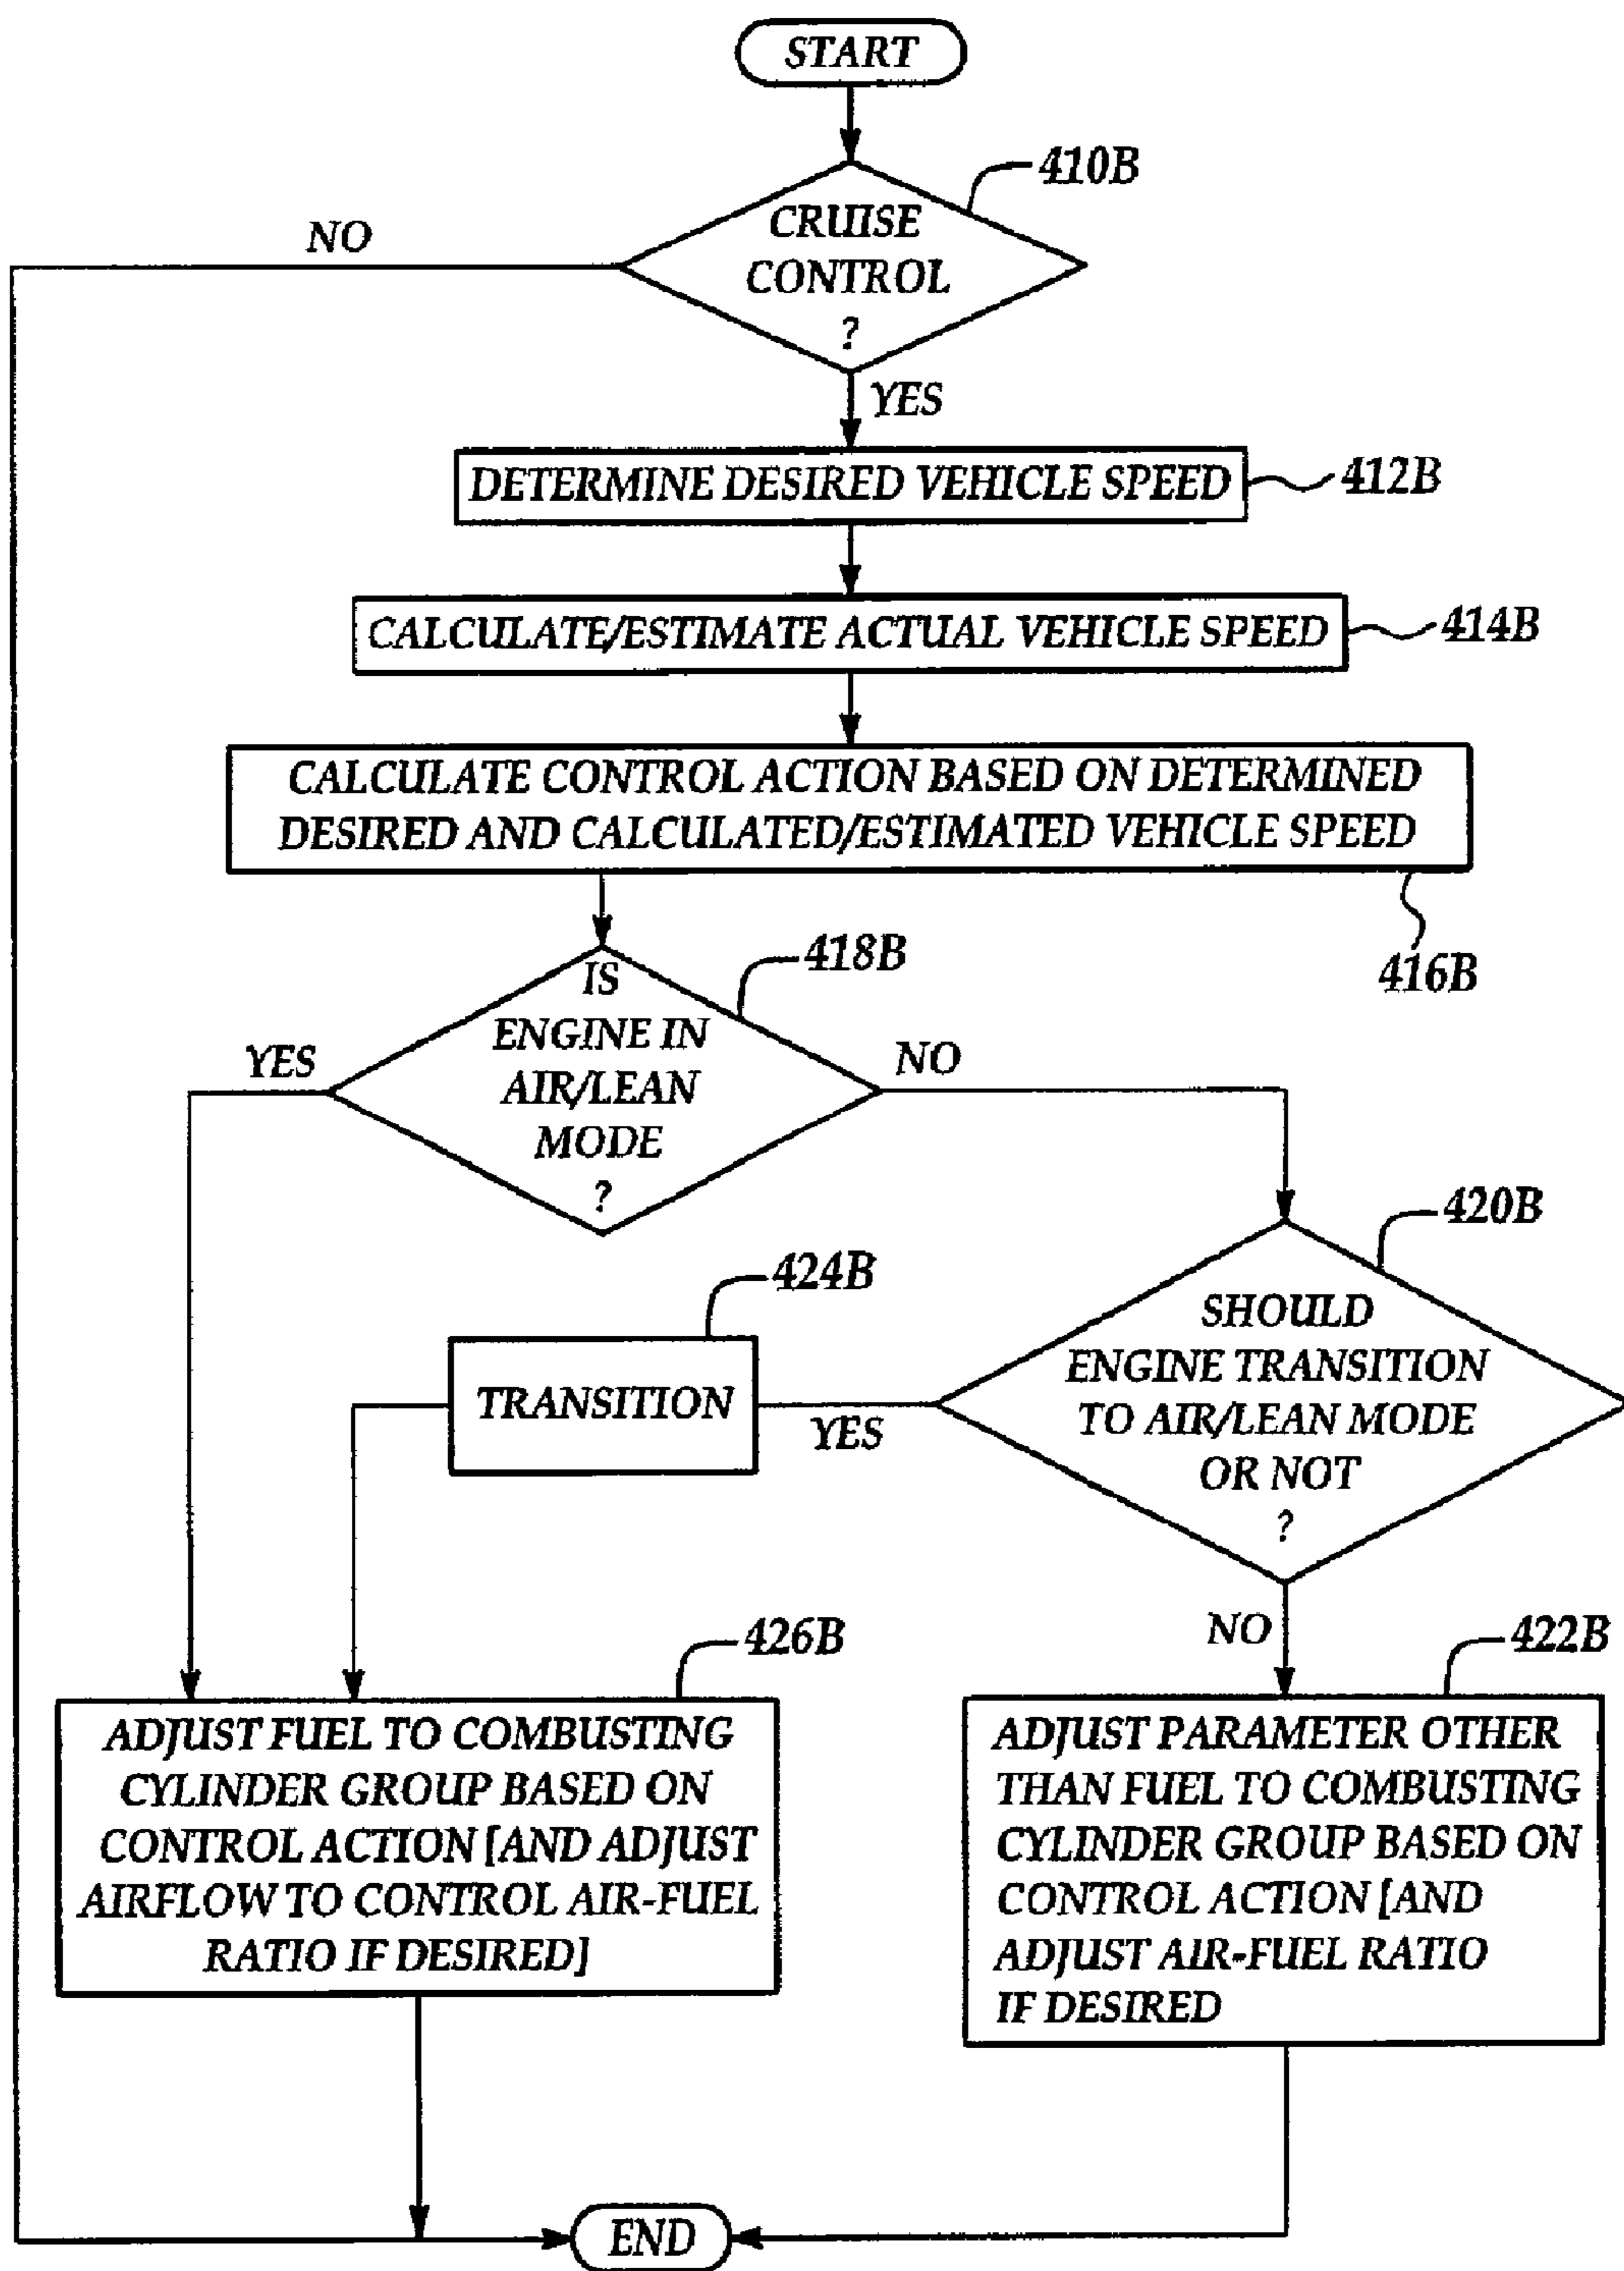 START
410B
CRUISE
CONTROL
?
NO
YES
DETERMINE DESIRED VEHICLE SPEED
412B
CALCULATE/ESTIMATE ACTUAL VEHICLE SPEED
414B
CALCULATE CONTROL ACTION BASED ON DETERMINED
DESIRED AND CALCULATED/ESTIMATED VEHICLE SPEED
416B
418B
IS
ENGINE IN
AIR/LEAN
MODE
?
YES
NO
420B
SHOULD
ENGINE TRANSITION
TO AIR/LEAN MODE
OR NOT
?
424B
TRANSITION
YES
NO
426B
ADJUST FUEL TO COMBUSTING
CYLINDER GROUP BASED ON
CONTROL ACTION [AND ADJUST
AIRFLOW TO CONTROL AIR-FUEL
RATIO IF DESIRED]
422B
ADJUST PARAMETER OTHER
THAN FUEL TO COMBUSTING
CYLINDER GROUP BASED ON
CONTROL ACTION [AND
ADJUST AIR-FUEL RATIO
IF DESIRED
END